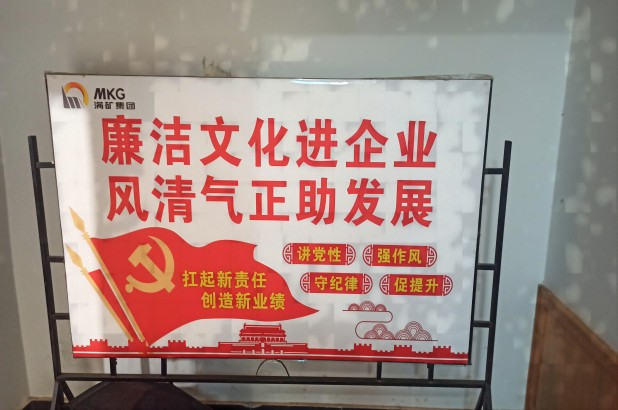 MKG
满矿集团
廉洁文化进企业
风清气正助发展
讲党性
强作风
守纪律
促提升
扛起新责任
创造新业绩